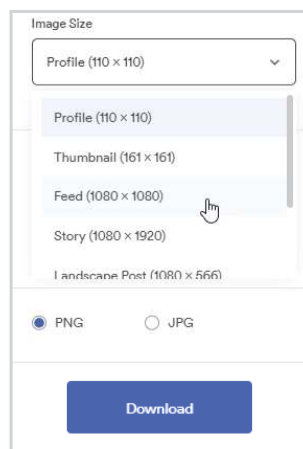 Image Size
Profile (110 × 110)
Profile (110 × 110)
Thumbnail (161 × 161)
Feed (1080 × 1080)
Story (1080 × 1920)
Landscape Post (1080 × 566)
PNG JPG
Download